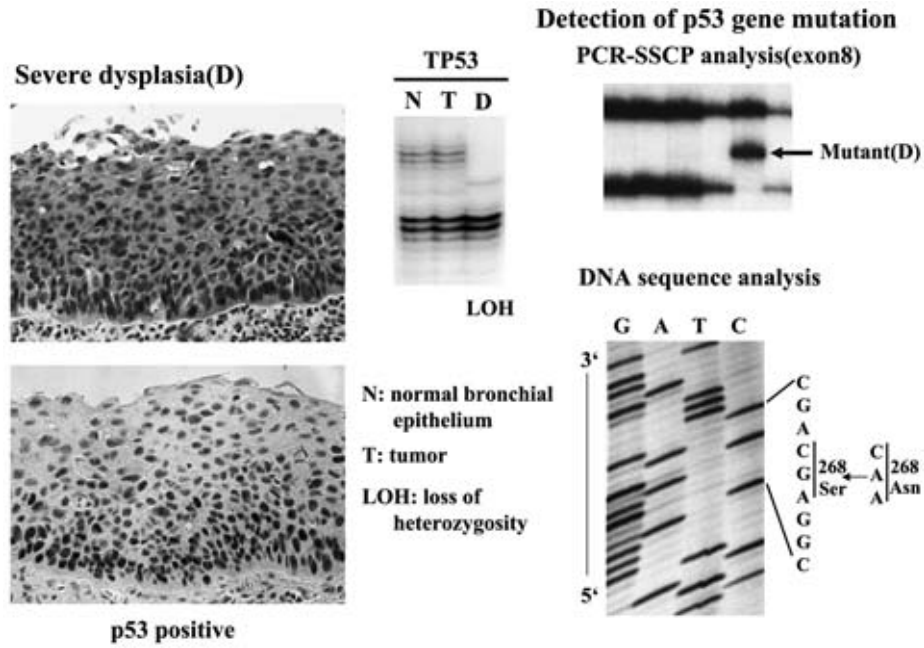 Detection of p53 gene mutation
Severe dysplasia(D)
TP53
N T D
LOH
PCR-SSCP analysis(exon8)
Mutant(D)
p53 positive
N: normal bronchial
epithelium
T: tumor
LOH: loss of
heterozygosity
DNA sequence analysis
G A T C
3‘
5‘
C
G
A
C
G
A
G
G
C
268
Ser
C
A
A
268
Asn